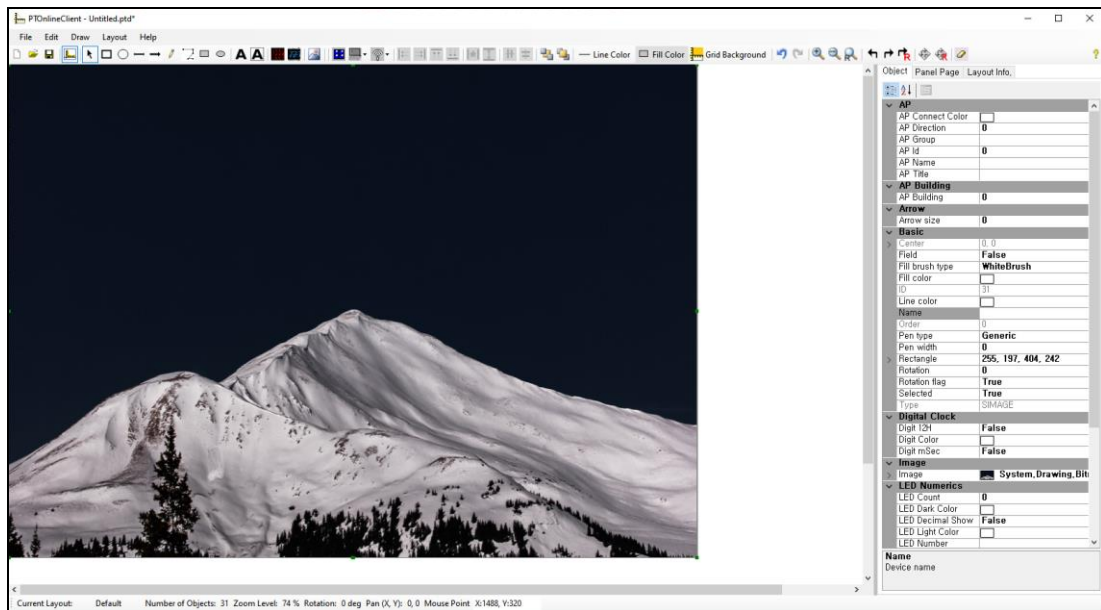 PTOnlineClient - Untitled.ptd*
File Edit Draw Layout Help
A A Line Color Fill Color Grid Background ?
Object Panel Page Layout Info.
AP
AP Connect Color
AP Direction 0
AP Group
AP Id 0
AP Name
AP Title
AP Building
AP Building 0
Arrow
Arrow size 0
Basic
Center 0, 0
Field False
Fill brush type WhiteBrush
Fill color
ID 31
Line color
Name
Order 0
Pen type Generic
Pen width 0
Rectangle 255, 197, 404, 242
Rotation 0
Rotation flag True
Selected True
Type SIMAGE
Digital Clock
Digit 12H False
Digit Color
Digit mSec False
Image
Image System.Drawing.Bit
LED Numerics
LED Count 0
LED Dark Color
LED Decimal Show False
LED Light Color
LED Number
Name
Device name
Current Layout: Default Number of Objects: 31 Zoom Level: 74 % Rotation: 0 deg Pan (X, Y): 0, 0 Mouse Point X:1488, Y:320